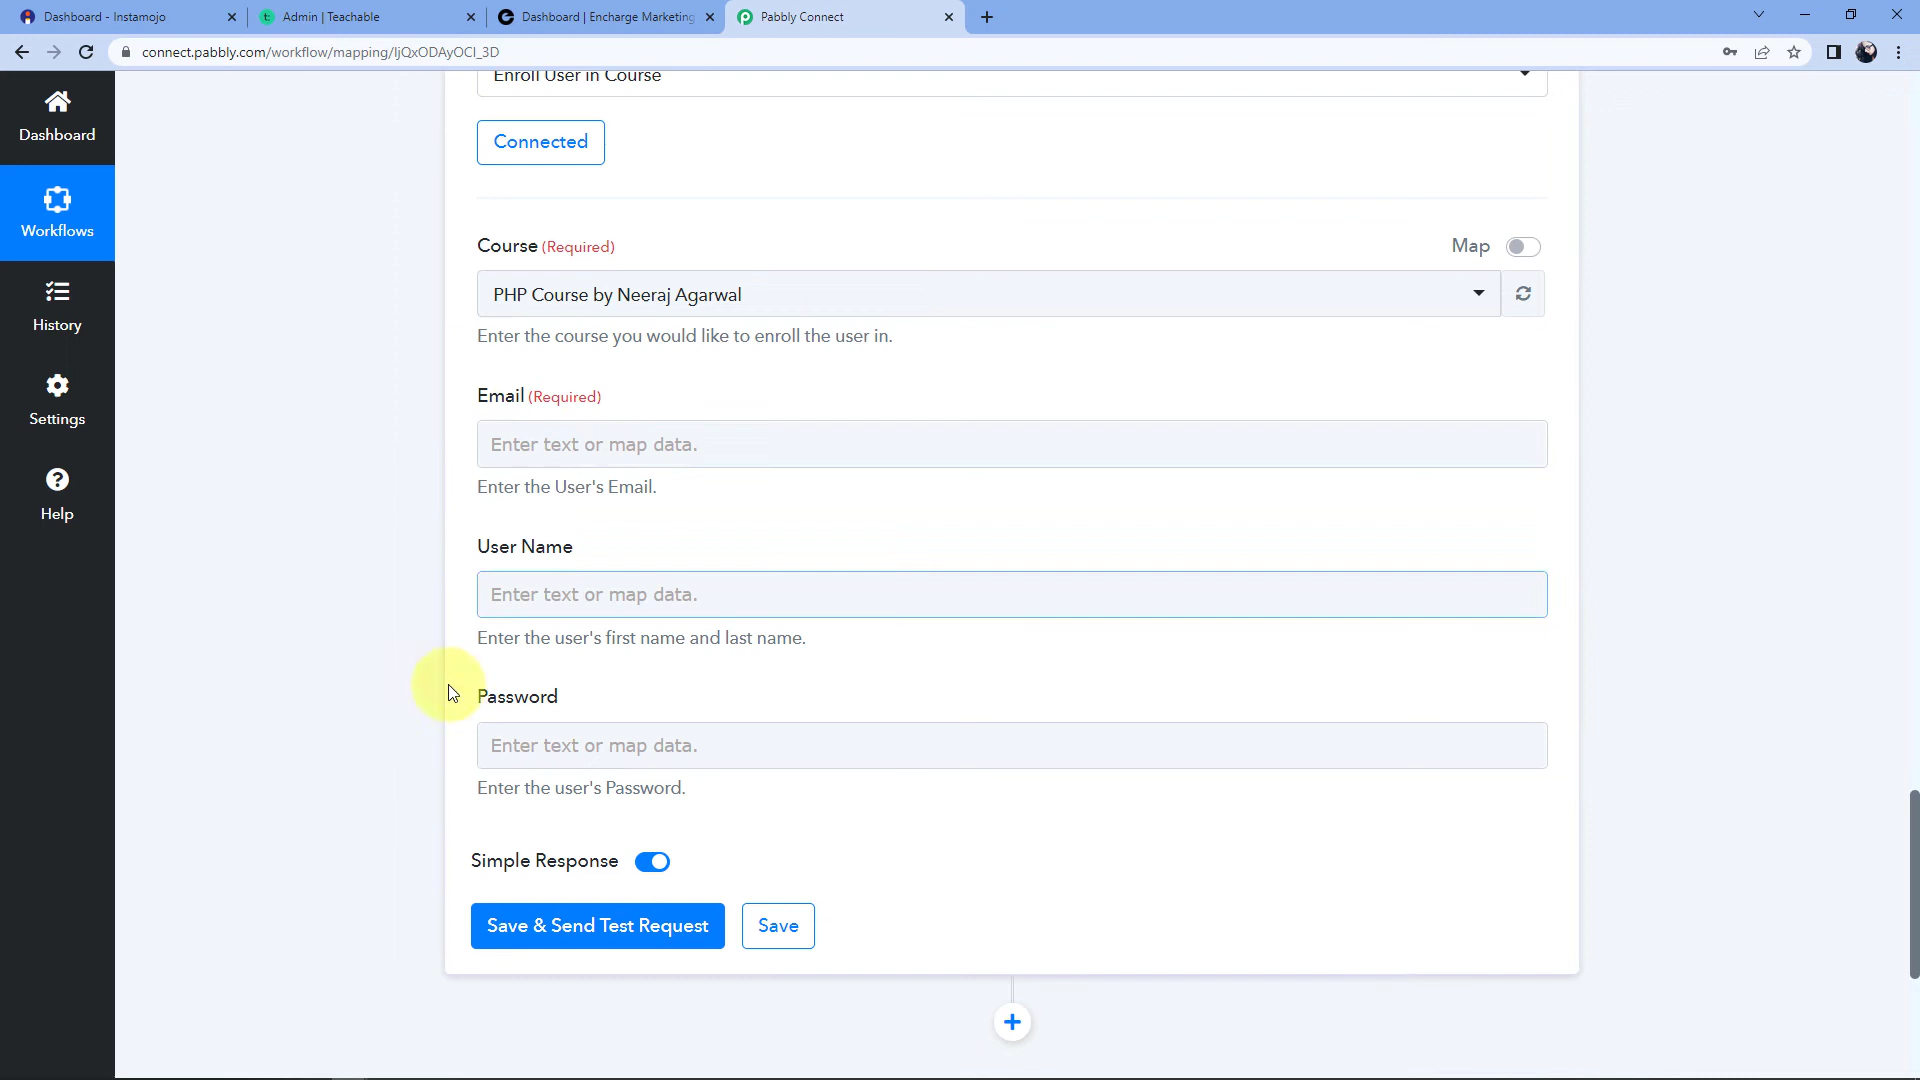 Dashboard - Instamojo
Admin | Teachable
Dashboard | Encharge Marketing
Pabbly Connect
connect.pabbly.com/workflow/mapping/IjQxODAyOCI_3D
Dashboard
Workflows
History
Settings
Help
Enroll User in Course
Connected
Course (Required)
Map
PHP Course by Neeraj Agarwal
Enter the course you would like to enroll the user in.
Email (Required)
Enter text or map data.
Enter the User's Email.
User Name
Enter text or map data.
Enter the user's first name and last name.
Password
Enter text or map data.
Enter the user's Password.
Simple Response
Save & Send Test Request
Save